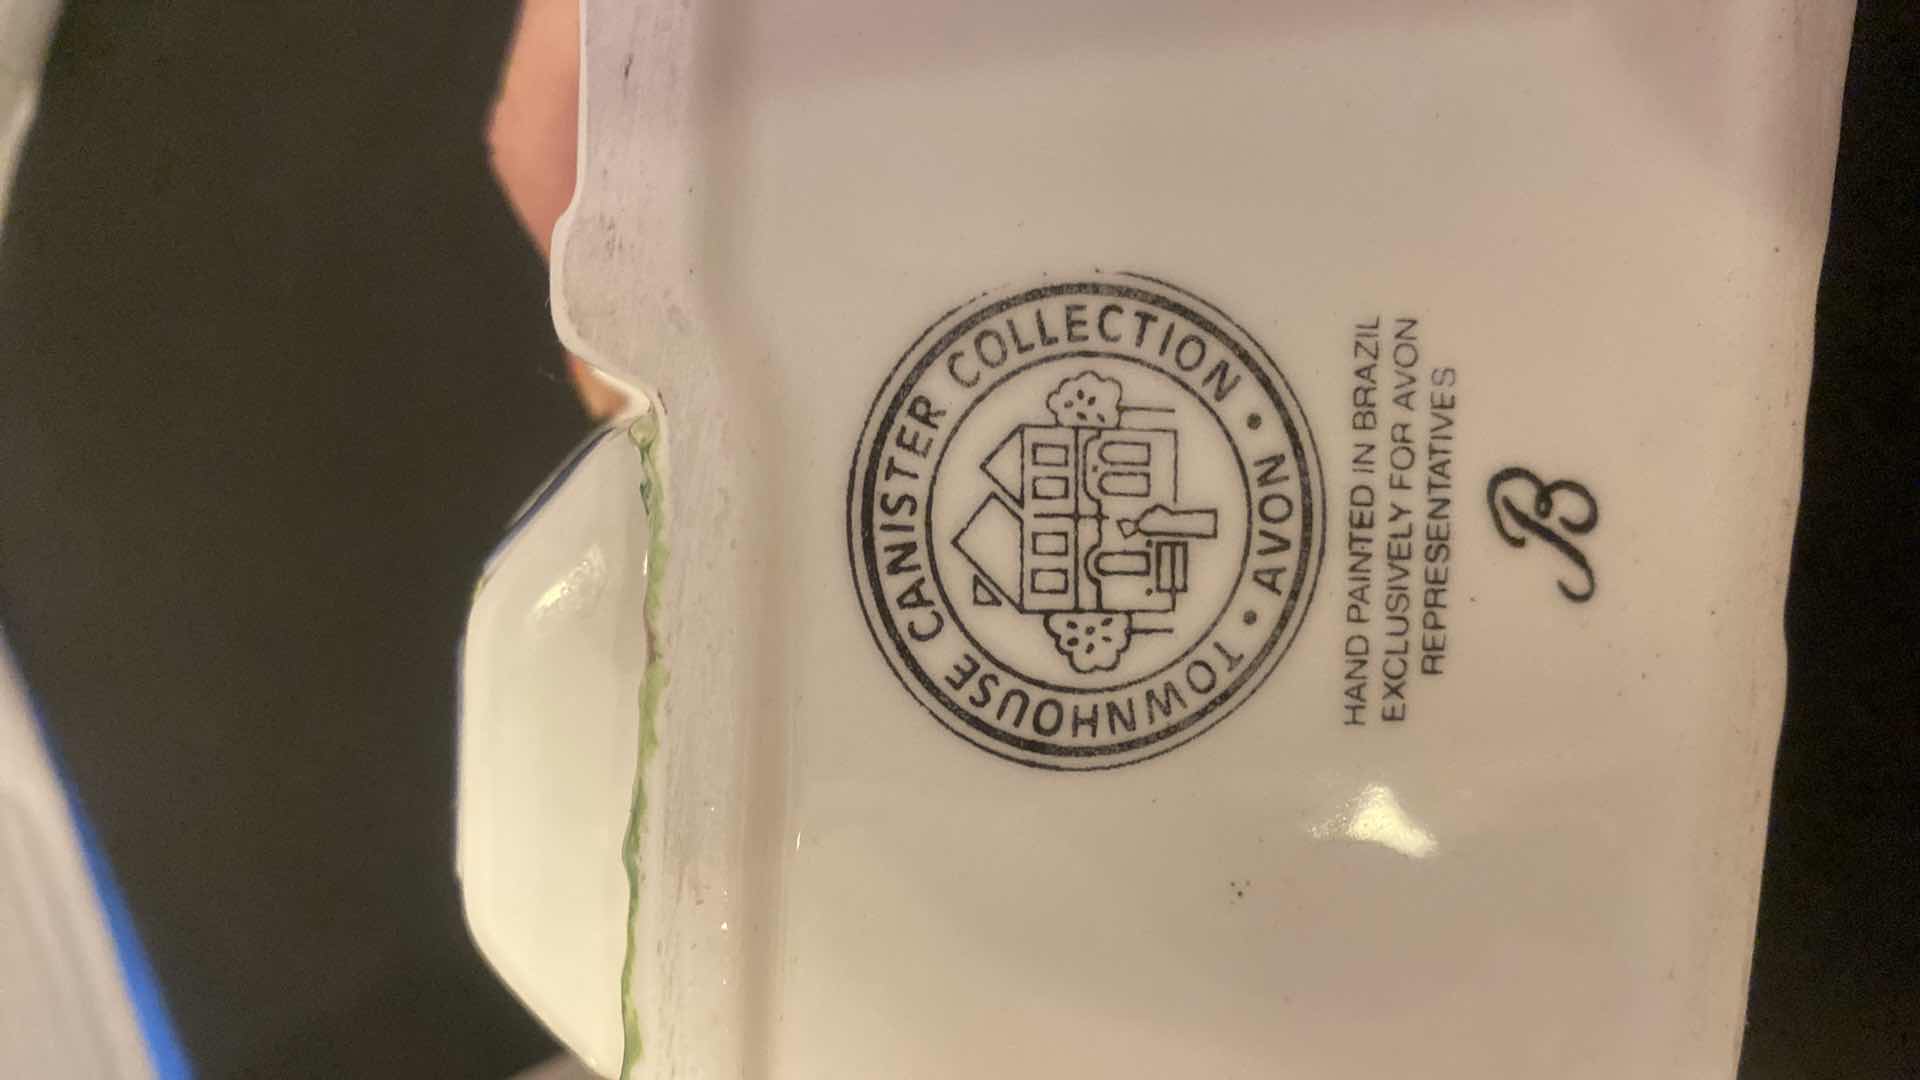 TOWNHOUSE CANISTER COLLECTION • AVON •
HAND PAINTED IN BRAZIL
EXCLUSIVELY FOR AVON
REPRESENTATIVES
B